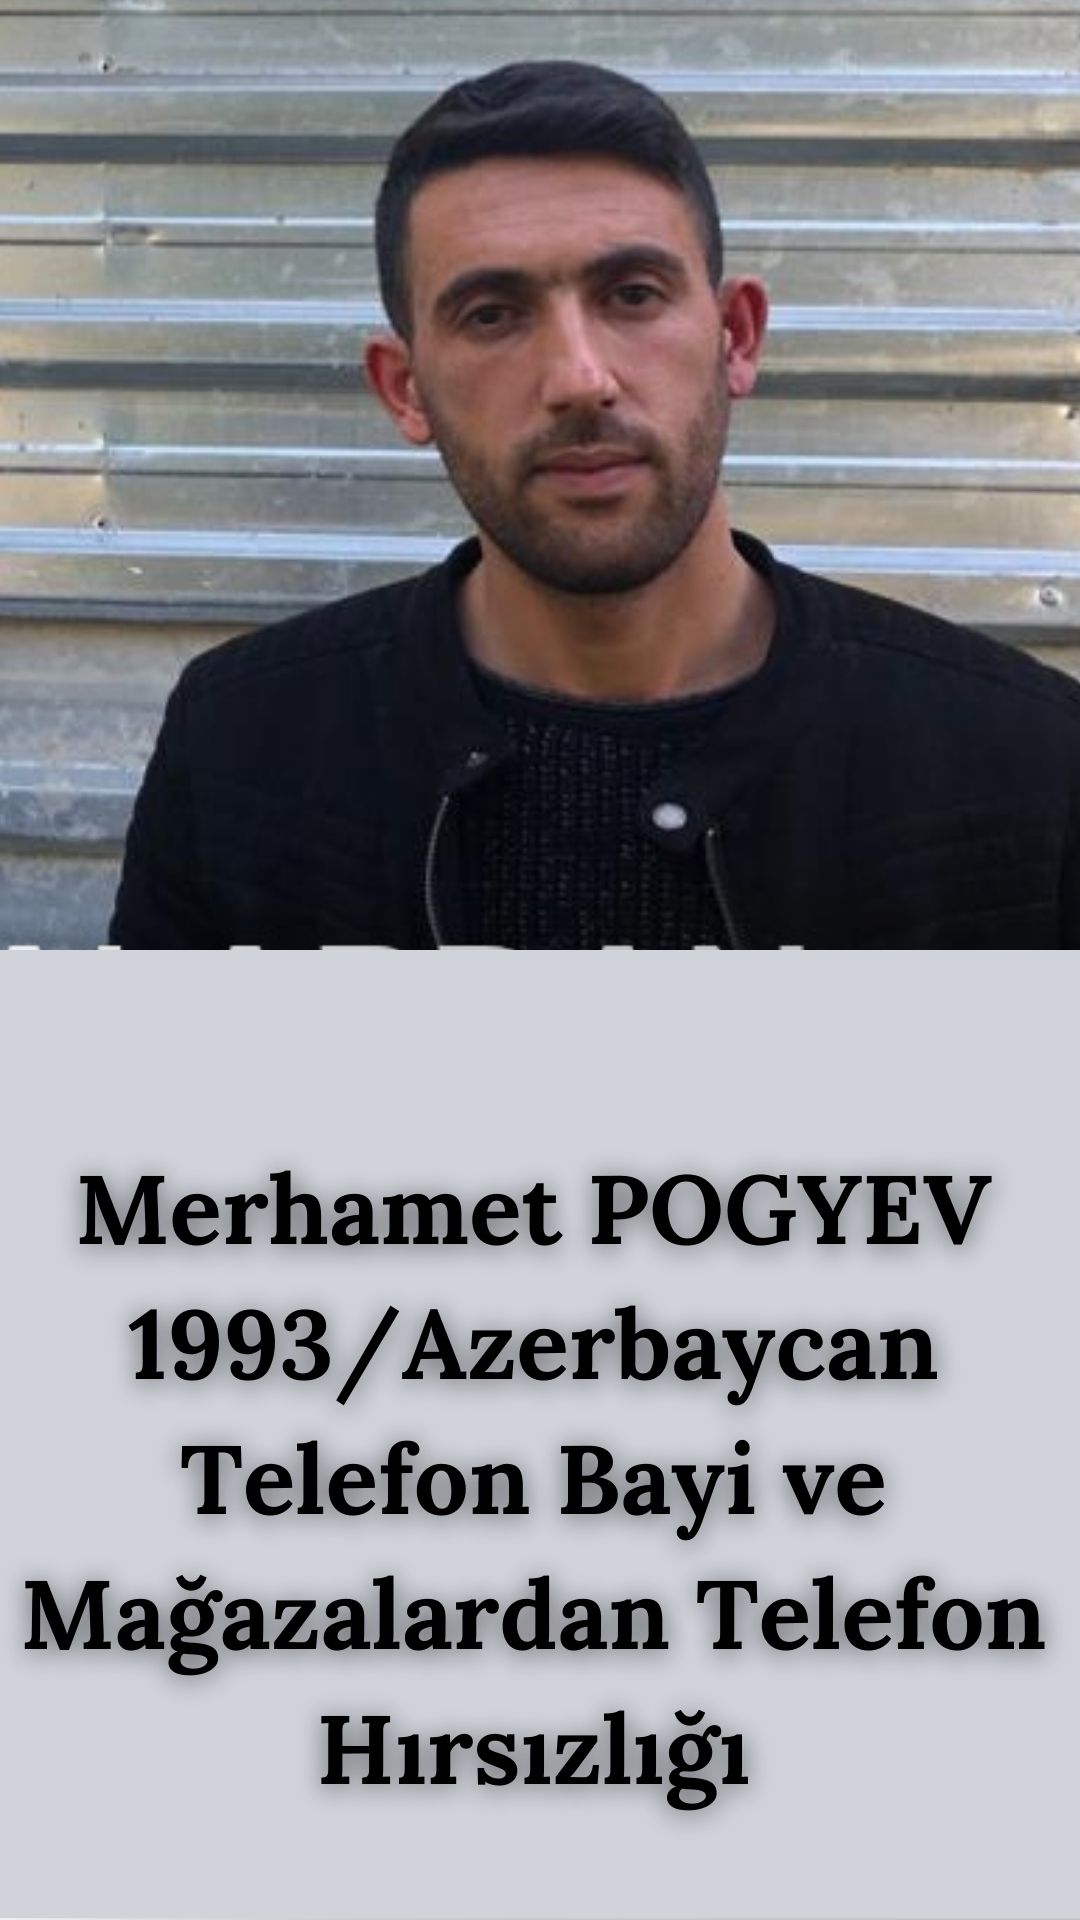 Merhamet POGYEV
1993/Azerbaycan
Telefon Bayi ve
Mağazalardan Telefon
Hırsızlığı